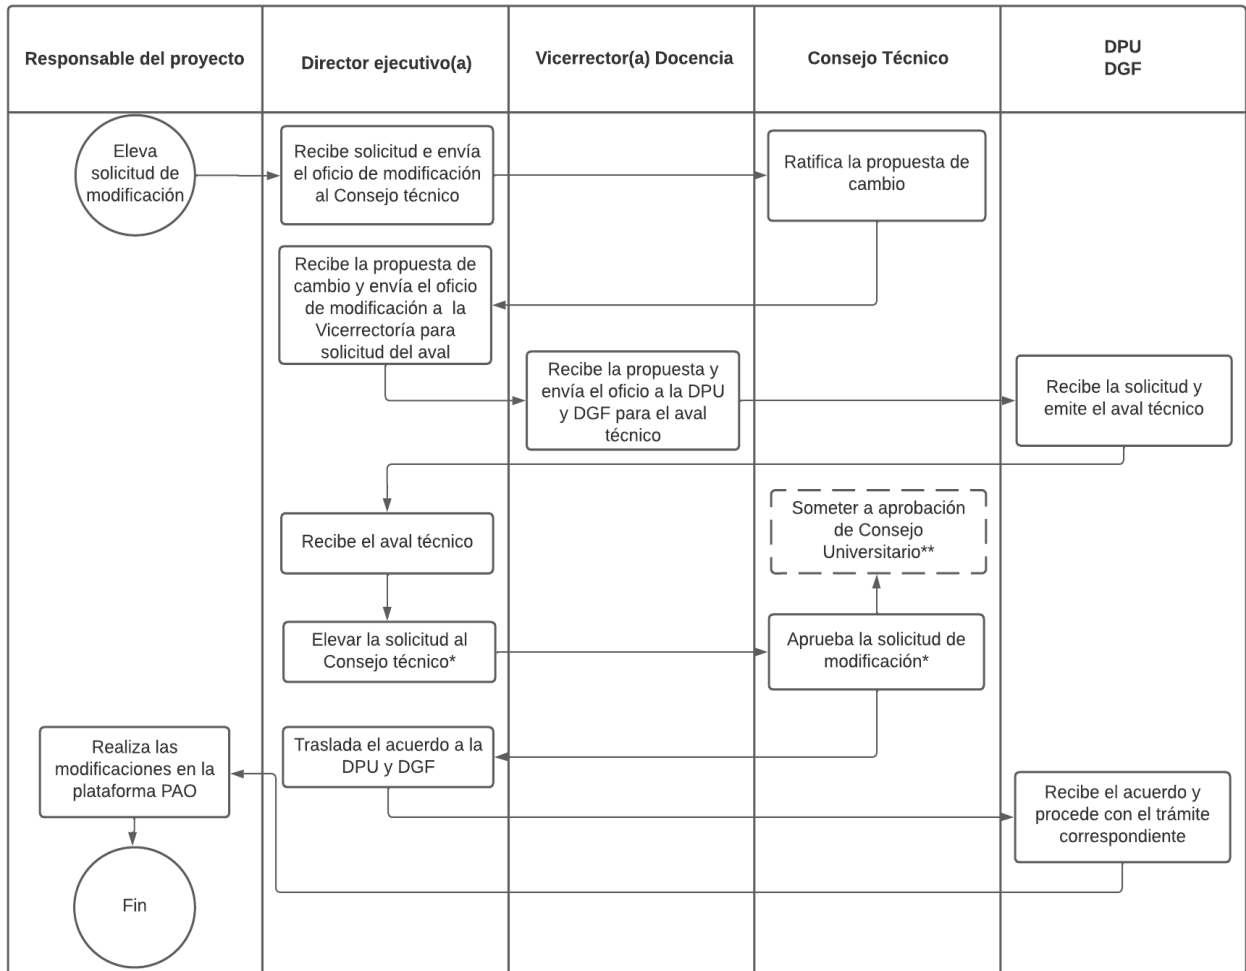 Responsable del proyecto
Director ejecutivo(a)
Vicerrector(a) Docencia
Consejo Técnico
DPU
DGF
Eleva
solicitud de
modificación
Recibe solicitud e envía
el oficio de modificación
al Consejo técnico
Ratifica la propuesta de
cambio
Recibe la propuesta de
cambio y envía el oficio
de modificación a la
Vicerrectoría para
solicitud del aval
Recibe la propuesta y
envía el oficio a la DPU
y DGF para el aval
técnico
Recibe la solicitud y
emite el aval técnico
Recibe el aval técnico
Someter a aprobación
de Consejo
Universitario**
Elevar la solicitud al
Consejo técnico*
Aprueba la solicitud de
modificación*
Realiza las
modificaciones en la
plataforma PAO
Traslada el acuerdo a la
DPU y DGF
Recibe el acuerdo y
procede con el trámite
correspondiente
Fin